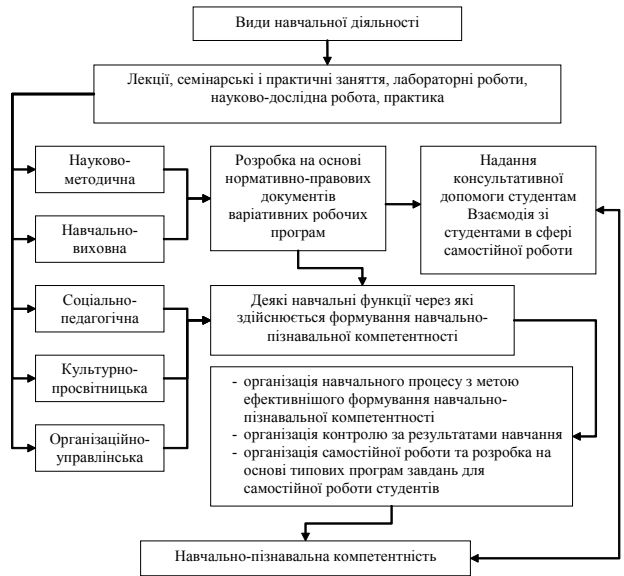 Види навчальної діяльності
Лекції, семінарські і практичні заняття, лабораторні роботи,
науково-дослідна робота, практика
Науково-
методична
Навчально-
виховна
Соціально-
педагогічна
Культурно-
просвітницька
Організаційно-
управлінська
Розробка на основі
нормативно-правових
документів
варіативних робочих
програм
Надання
консультативної
допомоги студентам
Взаємодія зі
студентами в сфері
самостійної роботи
Деякі навчальні функції через які
здійснюється формування навчально-
пізнавальної компетентності
- організація навчального процесу з метою
ефективнішого формування навчально-
пізнавальної компетентності
- організація контролю за результатами навчання
- організація самостійної роботи та розробка на
основі типових програм завдань для
самостійної роботи студентів
Навчально-пізнавальна компетентність